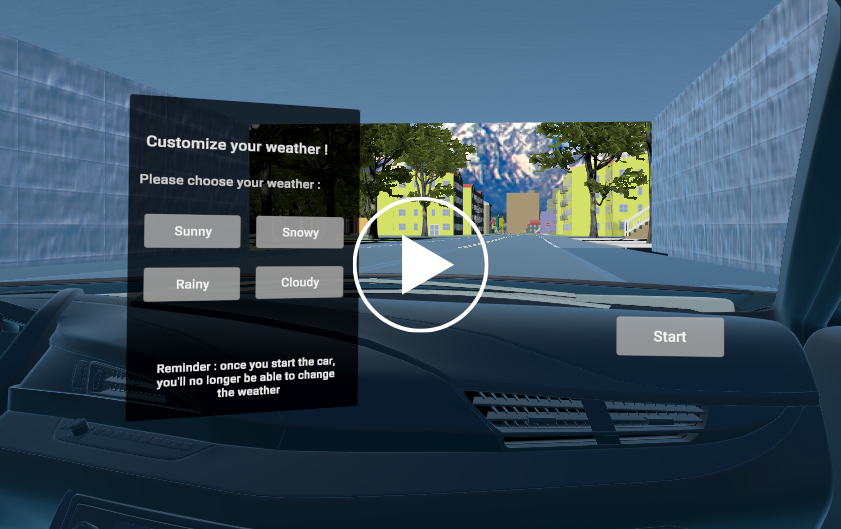 Customize your weather !
Please choose your weather :
Sunny
Snowy
Rainy
Cloudy
Reminder : once you start the car,
you'll no longer be able to change
the weather
Start